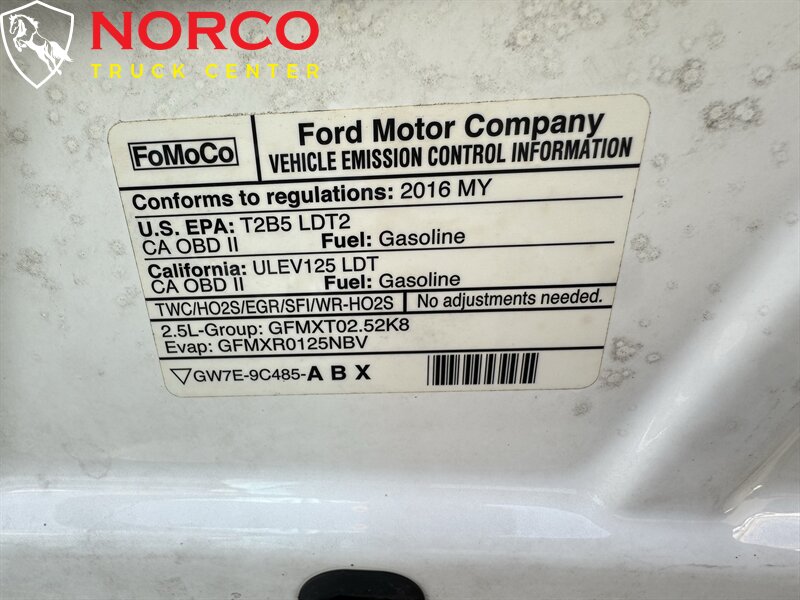 NORCO
TRUCK CENTER
FoMoCo
Ford Motor Company
VEHICLE EMISSION CONTROL INFORMATION
Conforms to regulations: 2016 MY
U.S. EPA: T2B5 LDT2
CA OBD II Fuel: Gasoline
California: ULEV125 LDT
CA OBD II Fuel: Gasoline
TWC/HO2S/EGR/SFI/WR-HO2S No adjustments needed.
2.5L-Group: GFMXT02.52K8
Evap: GFMXR0125NBV
GW7E-9C485-A B X